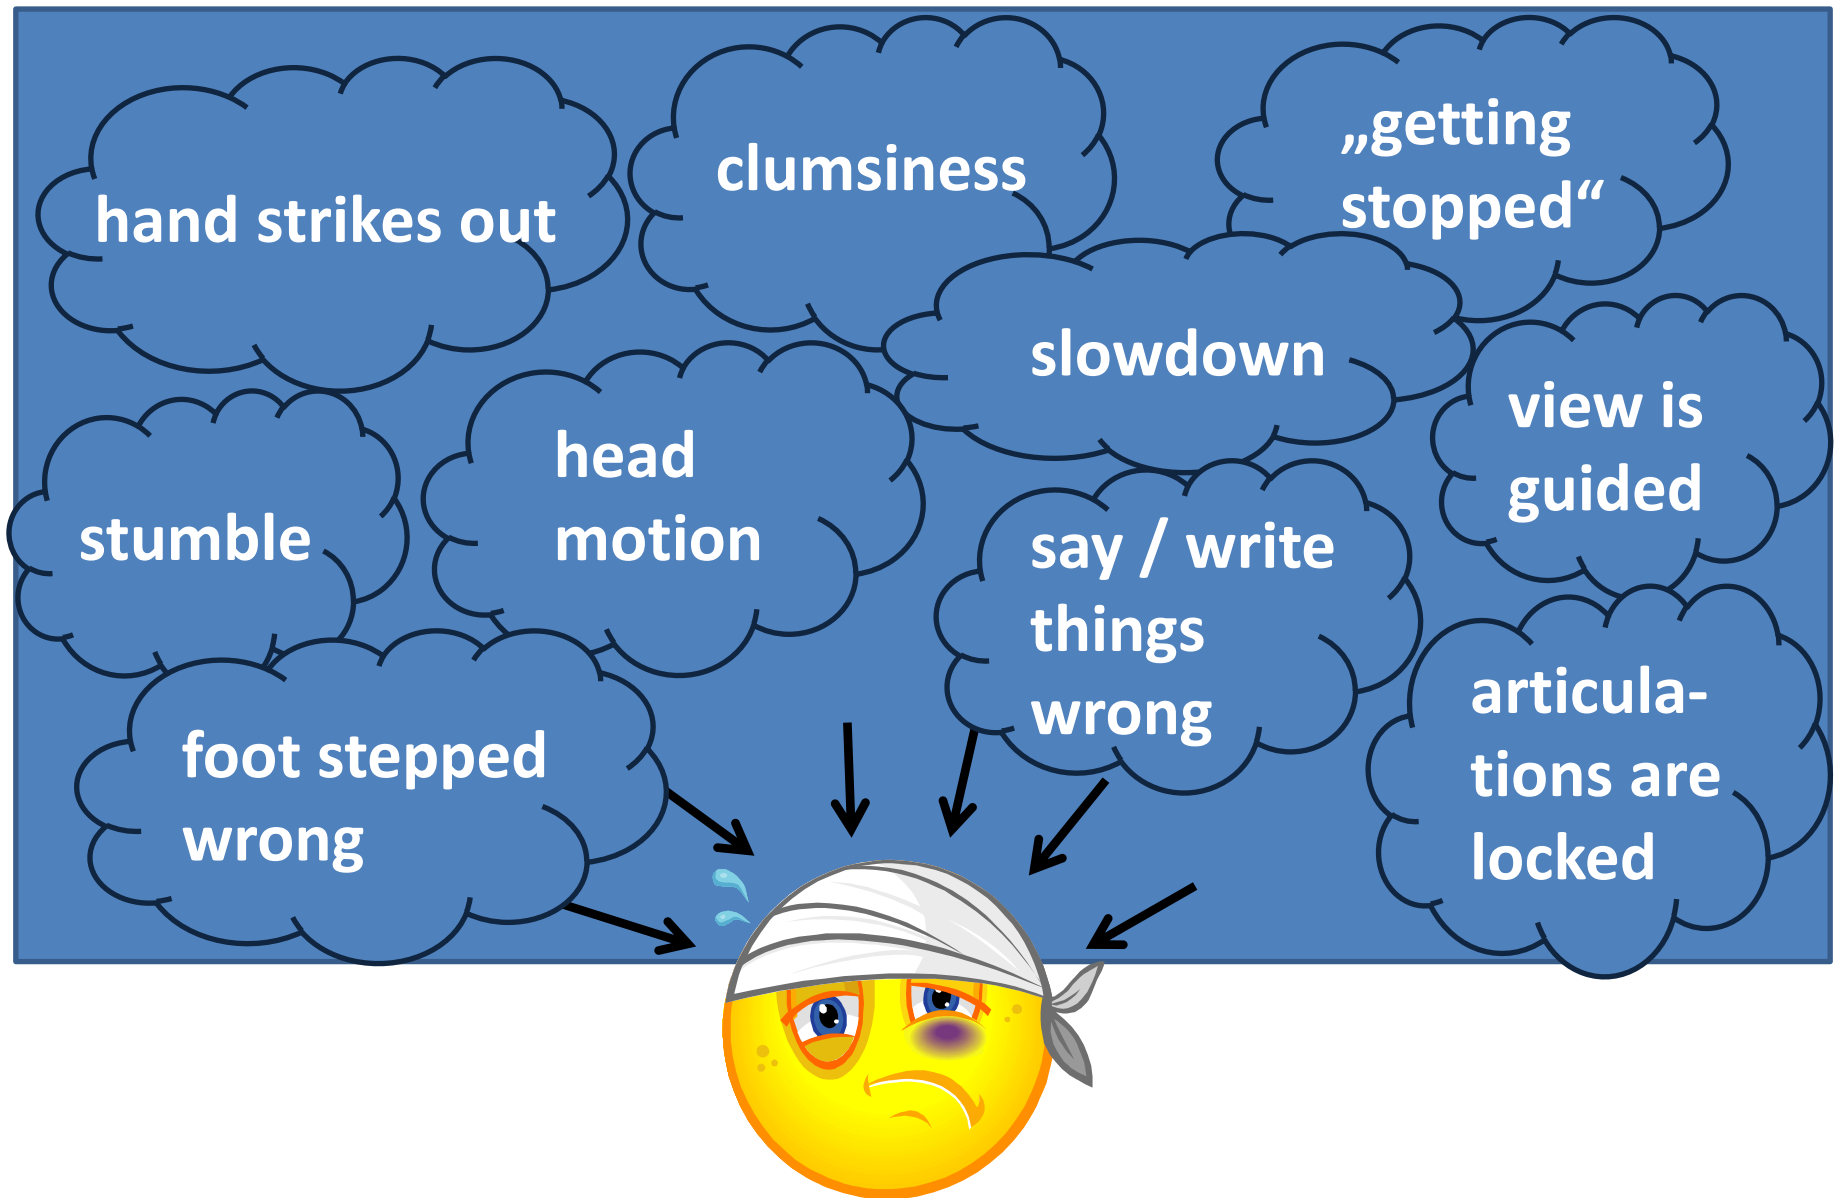 hand strikes out
clumsiness
„getting
stopped“
slowdown
view is
guided
stumble
head
motion
say / write
things
wrong
articula-
tions are
locked
foot stepped
wrong